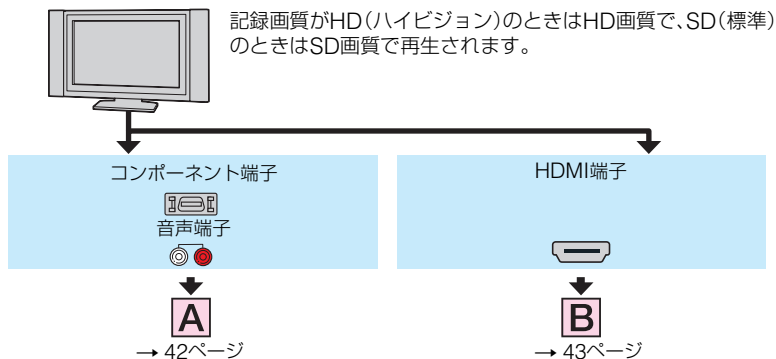 記録画質がHD（ハイビジョン）のときはHD画質で、SD（標準）
のときはSD画質で再生されます。
コンポーネント端子
音声端子
A
→ 42ページ
HDMI端子
B
→ 43ページ